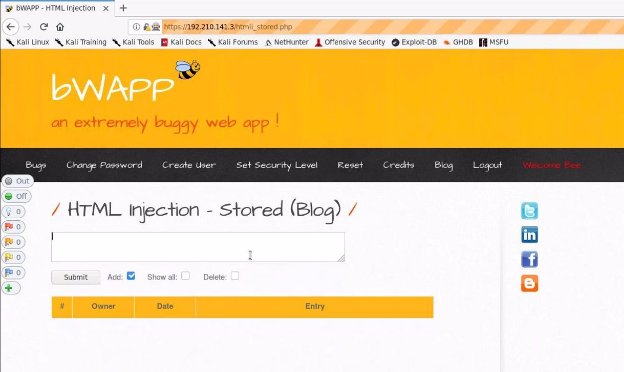 bWAPP - HTML Injection
https://192.210.141.3/htmli_stored.php
Kali Linux Kali Training Kali Tools Kali Docs Kali Forums NetHunter Offensive Security Exploit-DB GHDB MSFU
bWAPP
an extremely buggy web app !
Bugs Change Password Create User Set Security Level Reset Credits Blog Logout Welcome Bee
Out
Off
0
0
0
0
0
/ HTML Injection - Stored (Blog) /
Submit Add: Show all: Delete:
# Owner Date Entry